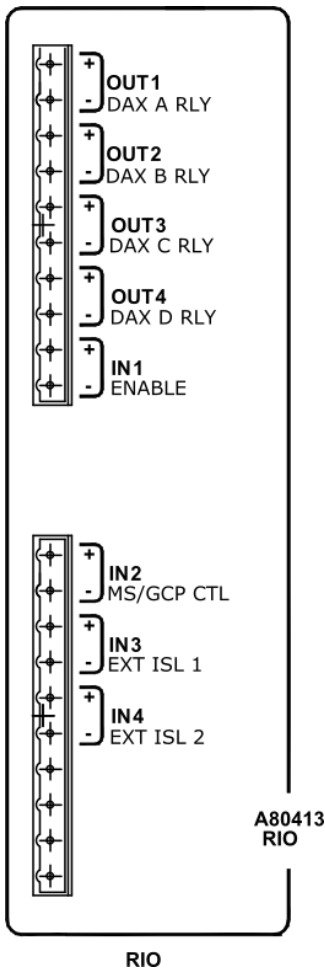 +
OUT1
-
DAX A RLY
+
OUT2
-
DAX B RLY
+
OUT3
-
DAX C RLY
+
OUT4
-
DAX D RLY
+
IN1
-
ENABLE
+
IN2
-
MS/GCP CTL
+
IN3
-
EXT ISL 1
+
IN4
-
EXT ISL 2
A80413
RIO
RIO